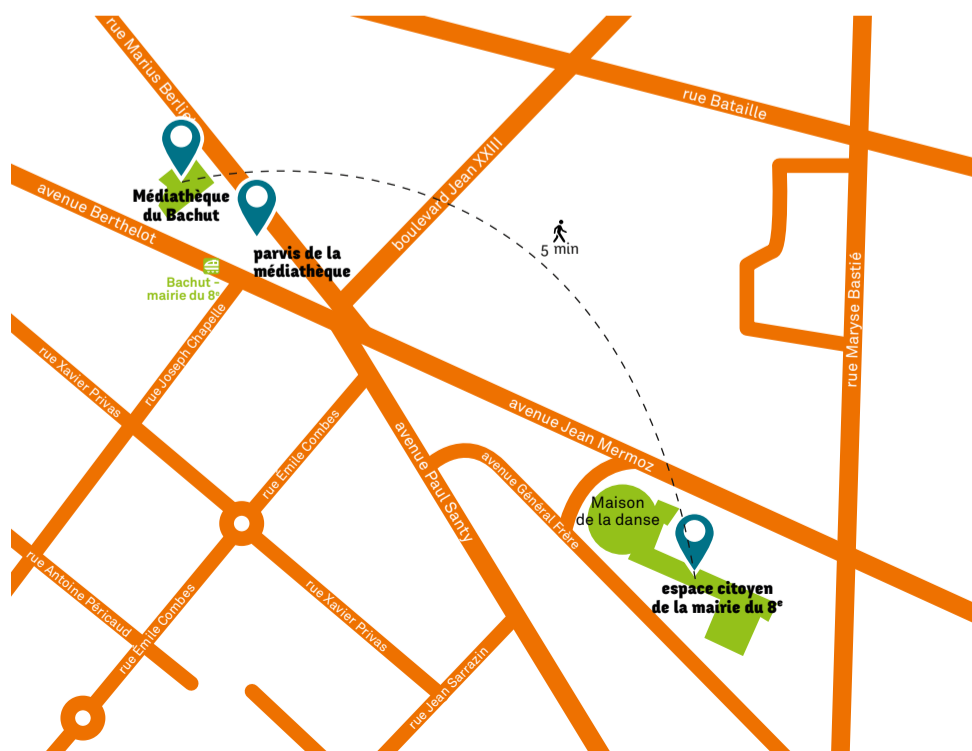 rue Marius Berliet
rue Bataille
boulevard Jean XXIII
Médiathèque
du Bachut
avenue Berthelot
parvis de la
médiathèque
5 min
Bachut -
mairie du 8e
rue Maryse Bastié
rue Joseph Chapelle
rue Xavier Privas
avenue Jean Mermoz
rue Emile Combes
avenue Paul Santy
avenue Général Frère
Maison
de la danse
espace citoyen
de la mairie du 8e
rue Antoine Péricaud
rue Emile Combes
rue Xavier Privas
rue Jean Sarrazin